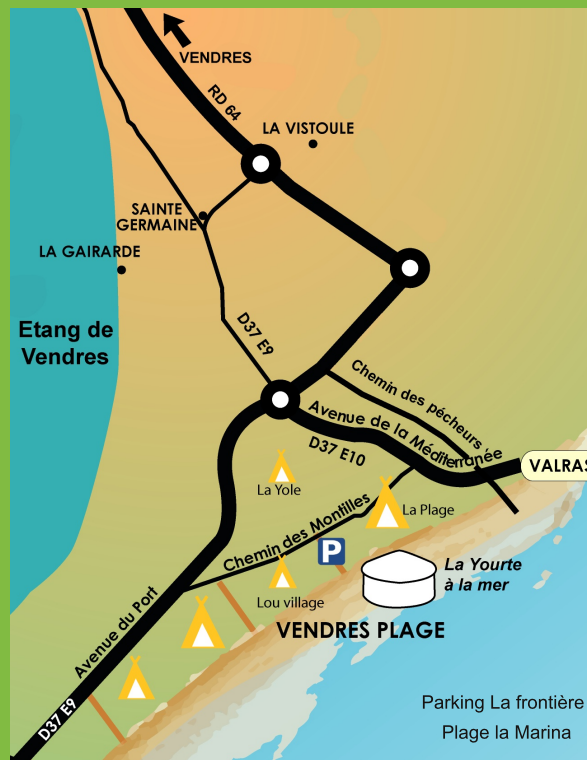 VENDRES
RD 64
LA VISTOULE
SAINTE
GERMAINE
LA GAIRARDE
Etang de
Vendres
D37 E9
Chemin des pécheurs
Avenue de la Méditerranée
D37 E10
VALRAS
La Yole
La Plage
Chemin des Montilles
P
La Yourte
à la mer
Lou village
VENDRES PLAGE
Avenue du Port
D37 E9
Parking La frontière
Plage la Marina